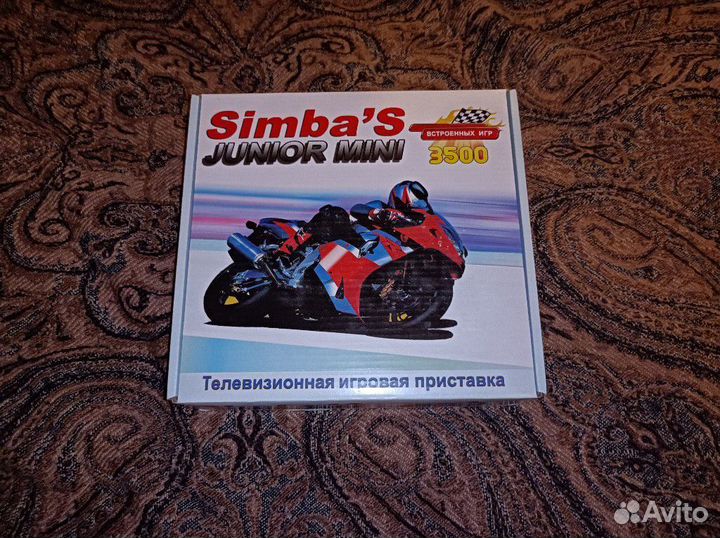 Simba'S
JUNIOR MINI
ВСТРОЕННЫХ ИГР
3500
Телевизионная игровая приставка
Avito